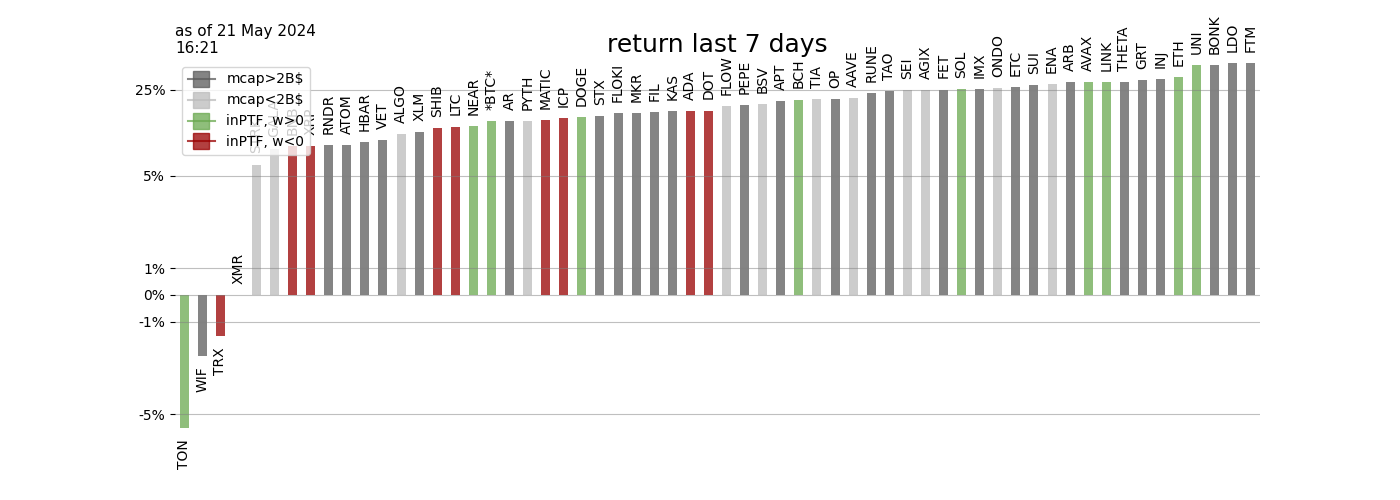 as of 21 May 2024
16:21
return last 7 days
mcap>2B$
mcap<2B$
inPTF, w>0
inPTF, w<0
25%
5%
1%
0%
-1%
-5%
TON
WIF
TRX
XMR
BNB
XRP
RNDR
ATOM
HBAR
VET
ALGO
XLM
SHIB
LTC
NEAR
*BTC*
AR
PYTH
MATIC
ICP
DOGE
STX
FLOKI
MKR
FIL
KAS
ADA
DOT
FLOW
PEPE
BSV
APT
BCH
TIA
OP
AAVE
RUNE
TAO
SEI
AGIX
FET
SOL
IMX
ONDO
ETC
SUI
ENA
ARB
AVAX
LINK
THETA
GRT
INJ
ETH
UNI
BONK
LDO
FTM